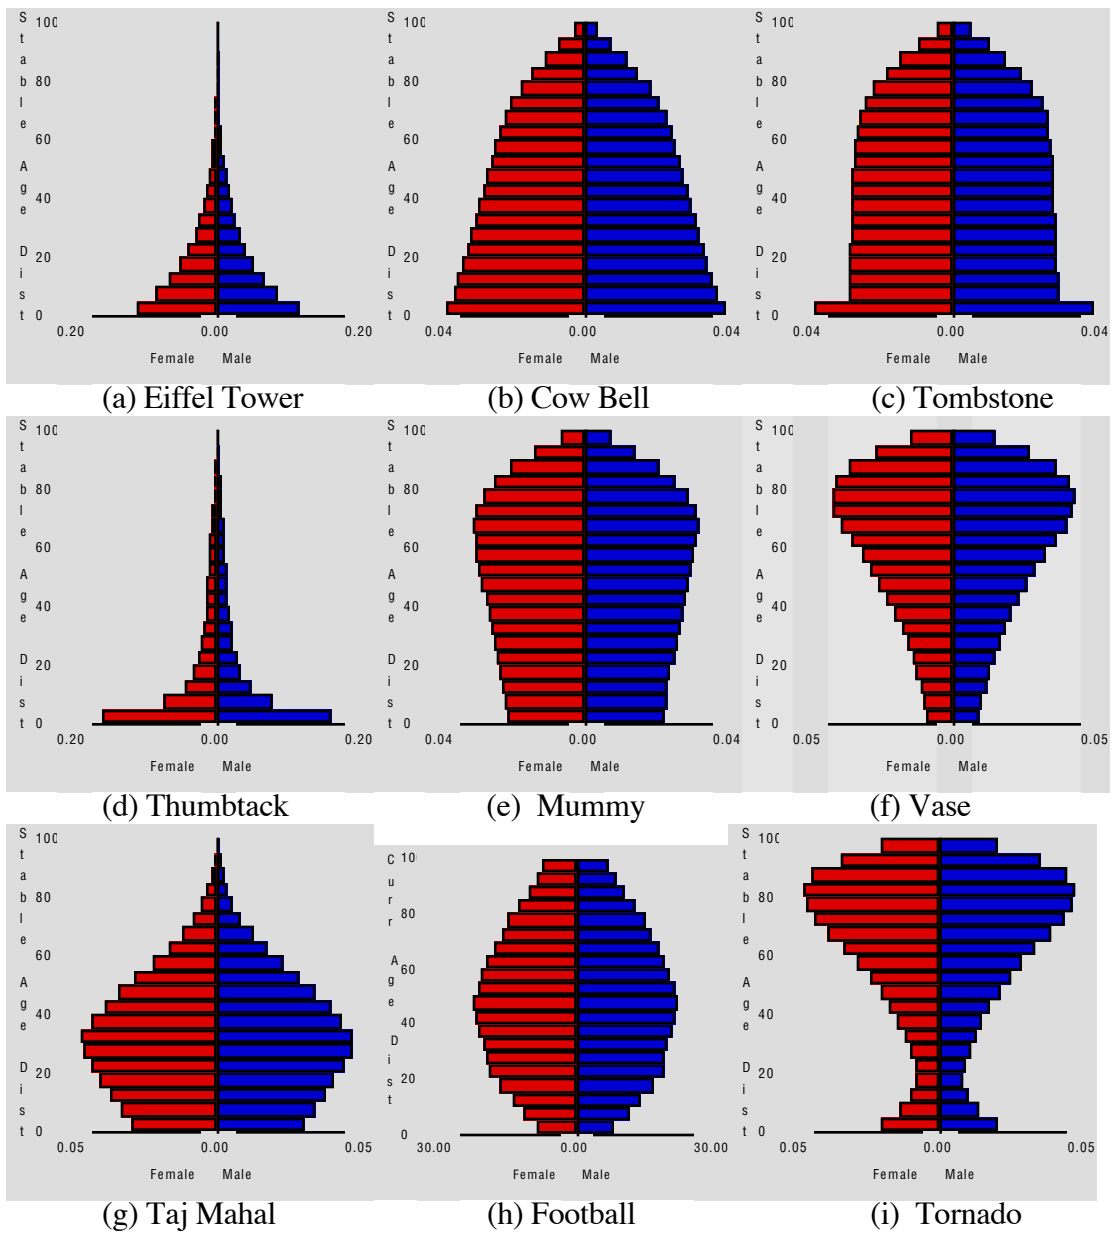 Stable Age Dist
100
80
60
40
20
0
0.20 0.00 0.20
Female Male
(a) Eiffel Tower
Stable Age Dist
100
80
60
40
20
0
0.04 0.00 0.04
Female Male
(b) Cow Bell
Stable Age Dist
100
80
60
40
20
0
0.04 0.00 0.04
Female Male
(c) Tombstone
Stable Age Dist
100
80
60
40
20
0
0.20 0.00 0.20
Female Male
(d) Thumbtack
Stable Age Dist
100
80
60
40
20
0
0.04 0.00 0.04
Female Male
(e) Mummy
Stable Age Dist
100
80
60
40
20
0
0.05 0.00 0.05
Female Male
(f) Vase
Stable Age Dist
100
80
60
40
20
0
0.05 0.00 0.05
Female Male
(g) Taj Mahal
Curr Age Dist
10
80
60
40
20
0
30.00 0.00 30.00
Female Male
(h) Football
Stable Age Dist
100
80
60
40
20
0
0.05 0.00 0.05
Female Male
(i) Tornado